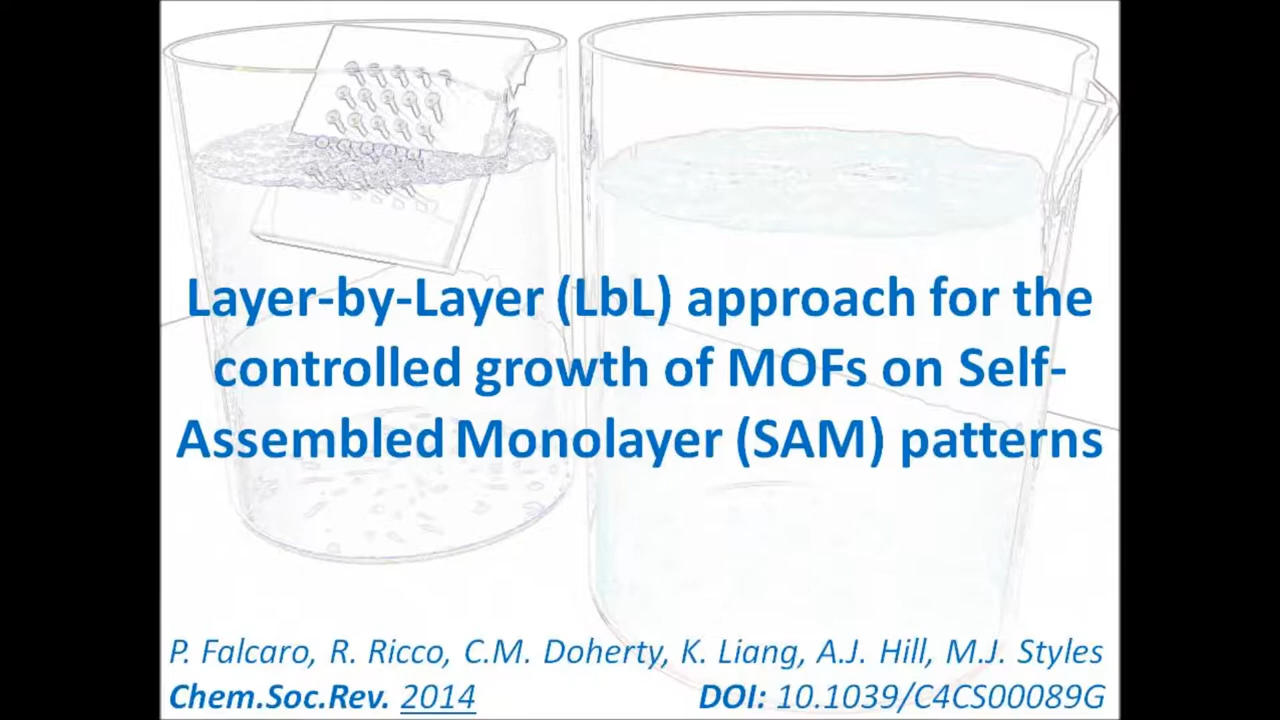 Layer-by-Layer (LbL) approach for the
controlled growth of MOFs on Self-
Assembled Monolayer (SAM) patterns
P. Falcaro, R. Ricco, C.M. Doherty, K. Liang, A.J. Hill, M.J. Styles
Chem.Soc.Rev. 2014 DOI: 10.1039/C4CS00089G